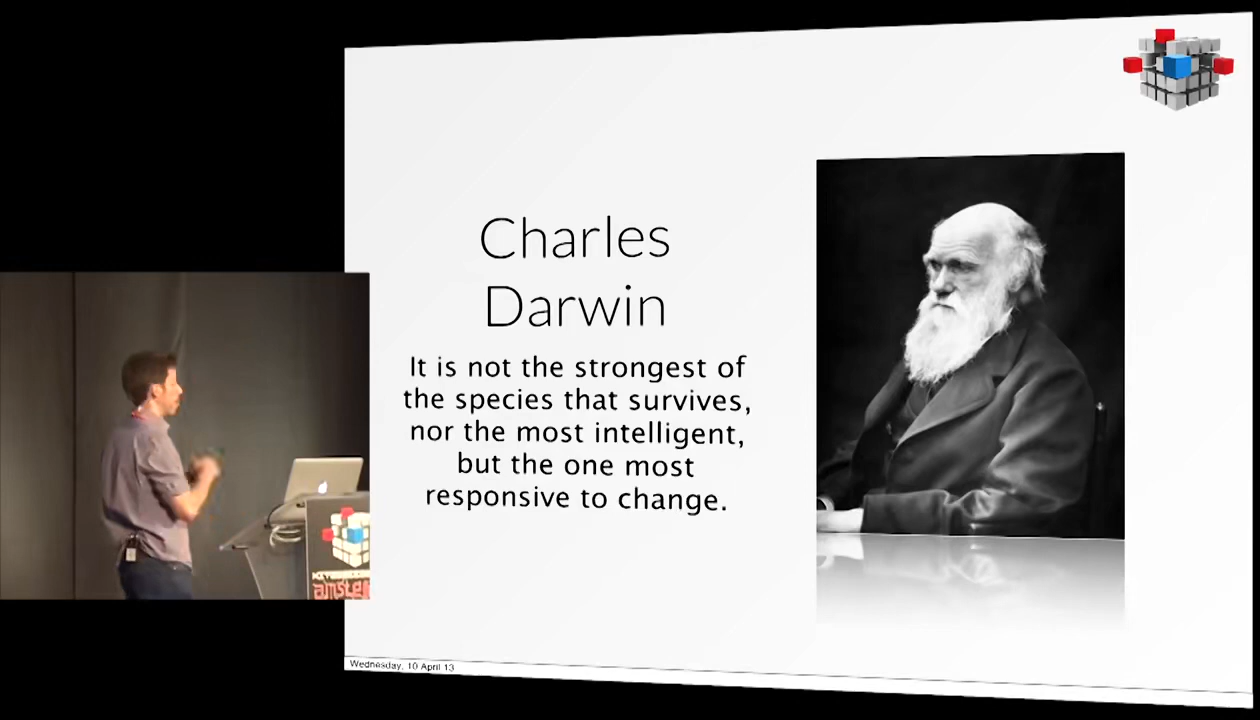 Charles
Darwin
It is not the strongest of
the species that survives,
nor the most intelligent,
but the one most
responsive to change.
Wednesday, 10 April 13